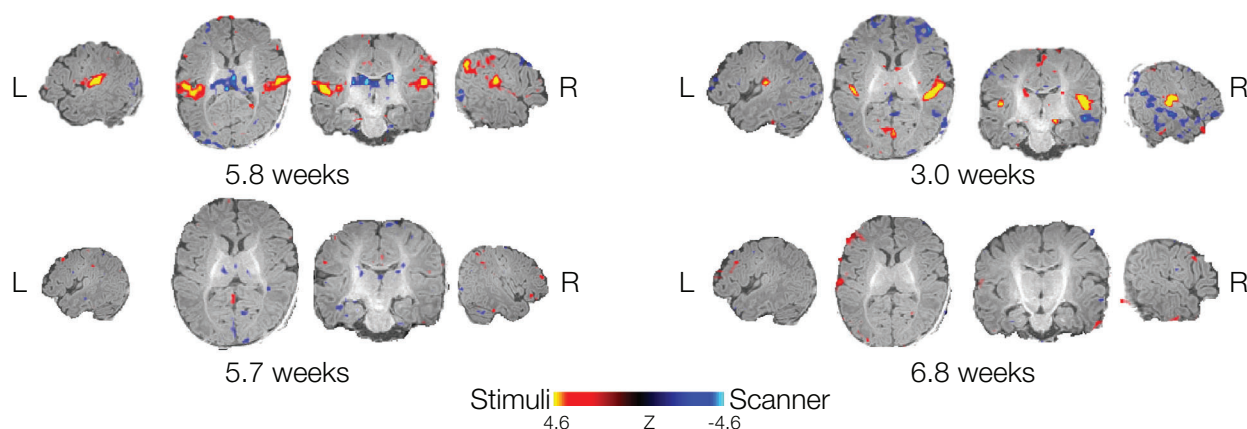 L R L R
5.8 weeks 3.0 weeks
L R L R
5.7 weeks 6.8 weeks
Stimuli Scanner
4.6 Z -4.6